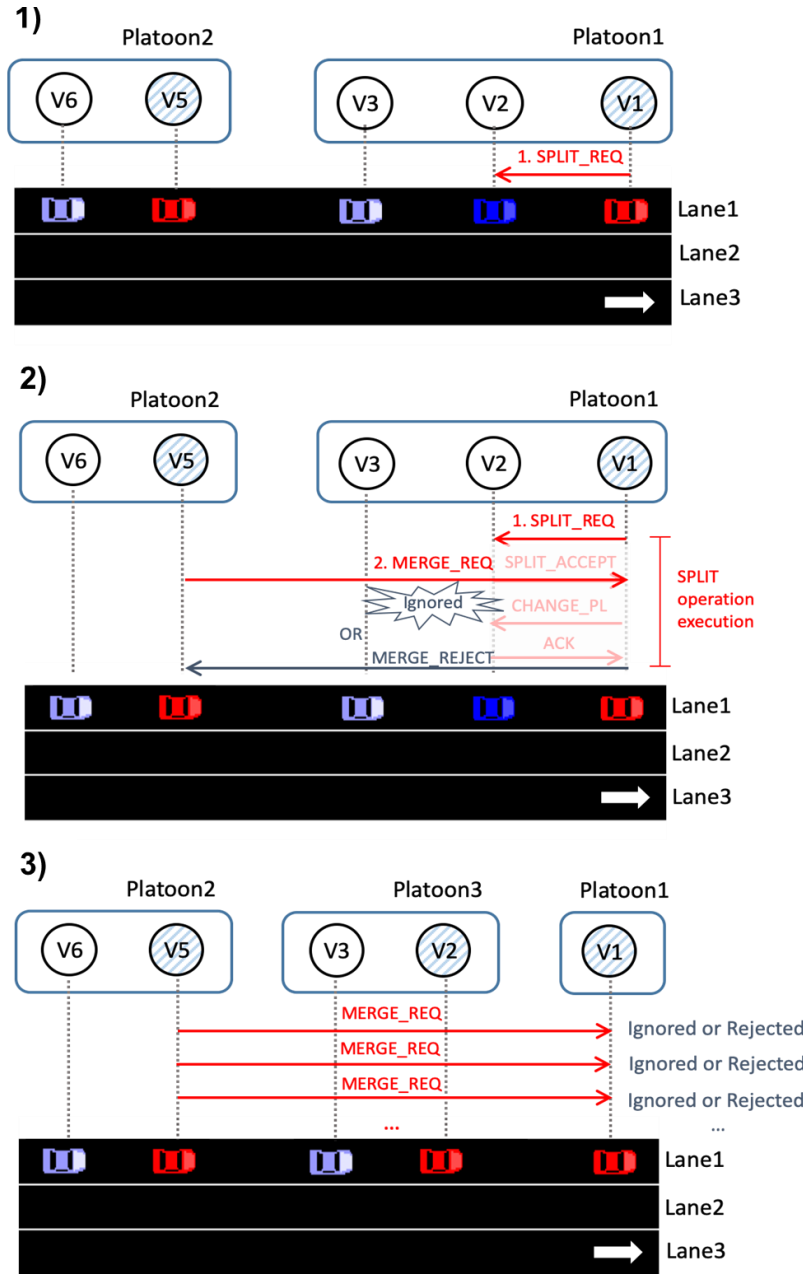 1)
Platoon2 Platoon1
V6 V5 V3 V2 V1
1. SPLIT_REQ
Lane1
Lane2
Lane3
2)
Platoon2 Platoon1
V6 V5 V3 V2 V1
1. SPLIT_REQ
2. MERGE_REQ SPLIT_ACCEPT
SPLIT
operation
execution
Ignored CHANGE_PL
OR ACK
MERGE_REJECT
Lane1
Lane2
Lane3
3)
Platoon2 Platoon3 Platoon1
V6 V5 V3 V2 V1
MERGE_REQ Ignored or Rejected
MERGE_REQ Ignored or Rejected
MERGE_REQ Ignored or Rejected
... ...
Lane1
Lane2
Lane3